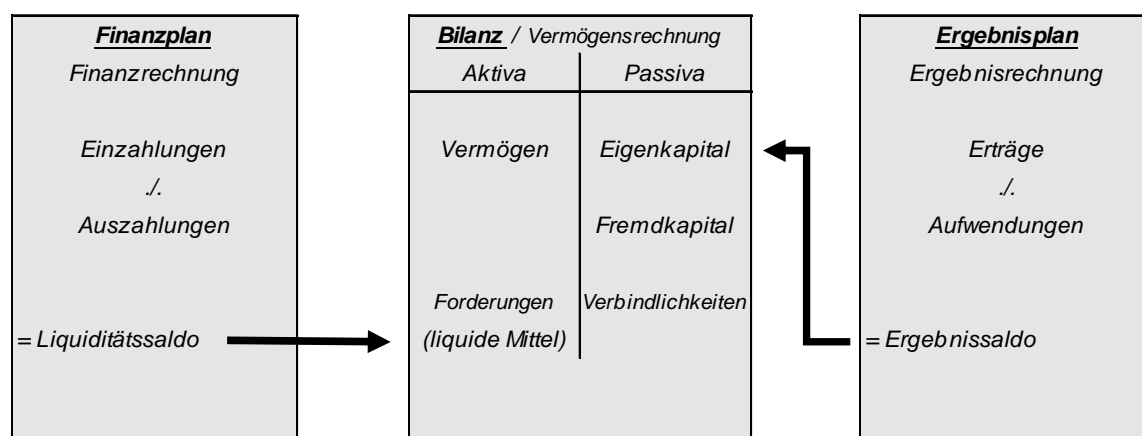 Finanzplan
Finanzrechnung
Einzahlungen
./.
Auszahlungen
= Liquiditätssaldo
Bilanz / Vermögensrechnung
Aktiva Passiva
Vermögen Eigenkapital
Fremdkapital
Forderungen Verbindlichkeiten
(liquide Mittel)
Ergebnisplan
Ergebnisrechnung
Erträge
./.
Aufwendungen
= Ergebnissaldo